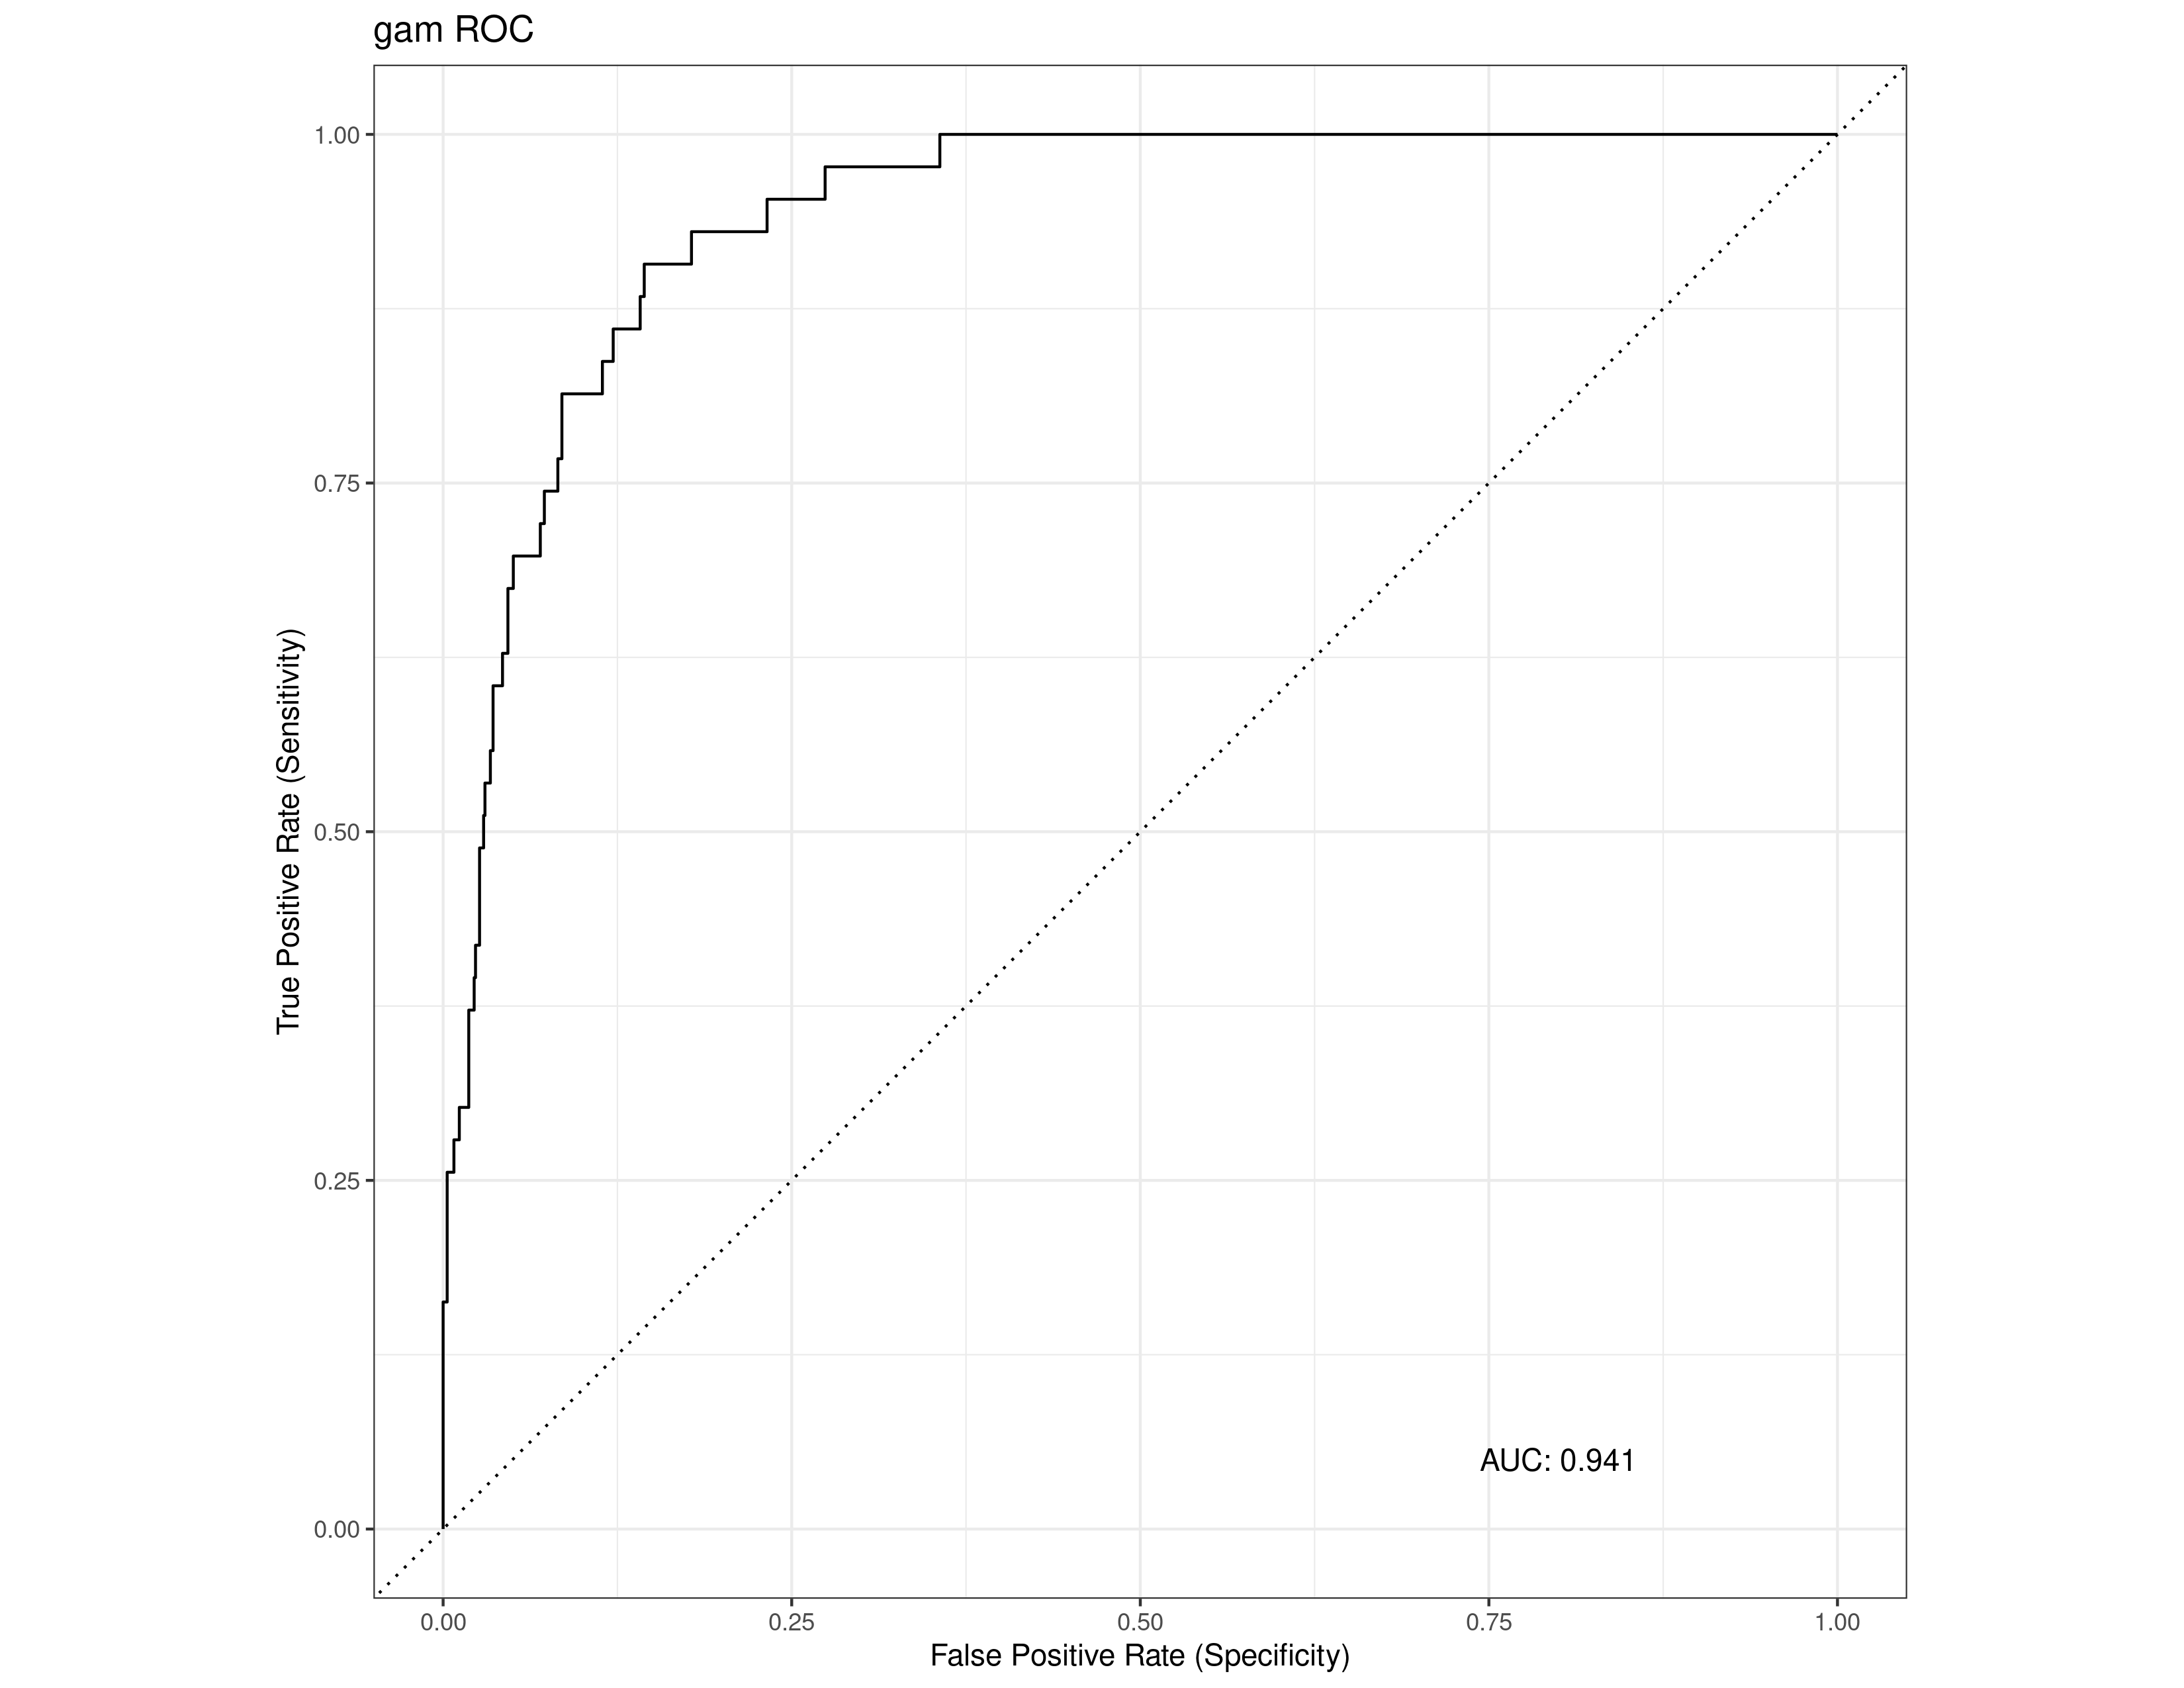 gam ROC
1.00
0.75
0.50
0.25
0.00
True Positive Rate (Sensitivity)
AUC: 0.941
0.00 0.25 0.50 0.75 1.00
False Positive Rate (Specificity)